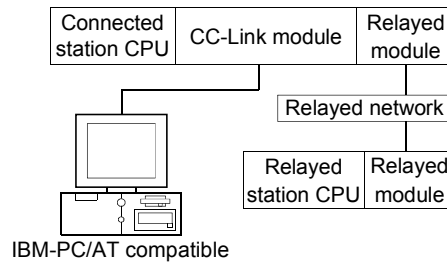 Connected
station CPU
CC-Link module
Relayed
module
Relayed network
Relayed
station CPU
Relayed
module
IBM-PC/AT compatible